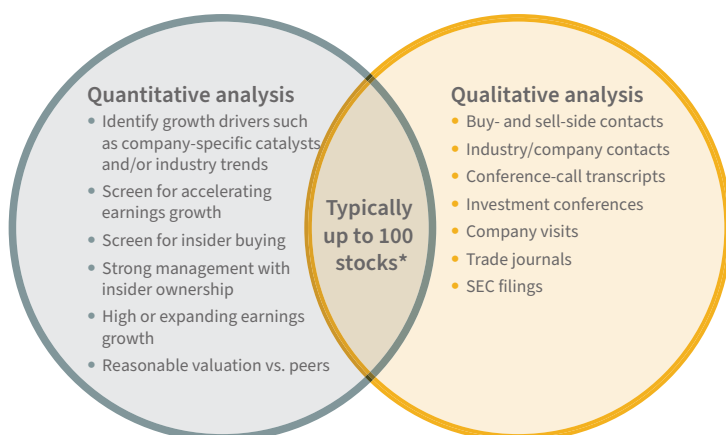 Quantitative analysis
• Identify growth drivers such
as company-specific catalysts
and/or industry trends
• Screen for accelerating
earnings growth
• Screen for insider buying
• Strong management with
insider ownership
• High or expanding earnings
growth
• Reasonable valuation vs. peers
Typically
up to 100
stocks*
Qualitative analysis
• Buy- and sell-side contacts
• Industry/company contacts
• Conference-call transcripts
• Investment conferences
• Company visits
• Trade journals
• SEC filings